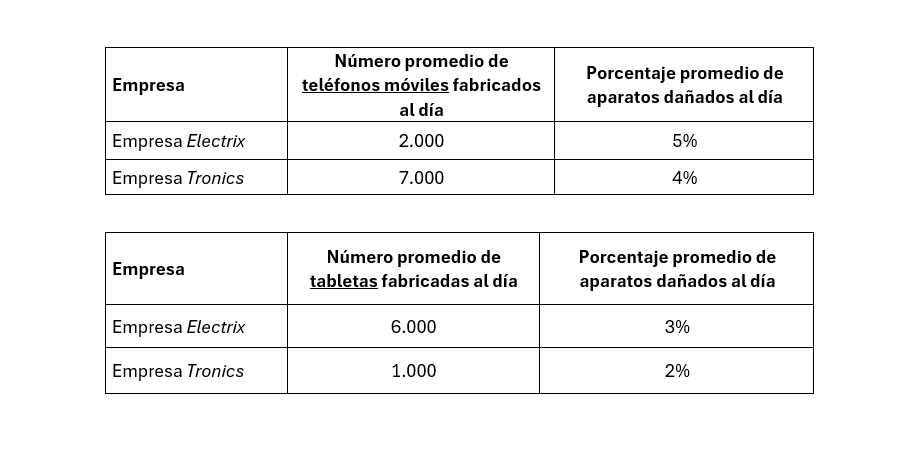 Empresa
Número promedio de
teléfonos móviles fabricados
al día
Porcentaje promedio de
aparatos dañados al día
Empresa Electrix
2.000
5%
Empresa Tronics
7.000
4%
Empresa
Número promedio de
tabletas fabricadas al día
Porcentaje promedio de
aparatos dañados al día
Empresa Electrix
6.000
3%
Empresa Tronics
1.000
2%